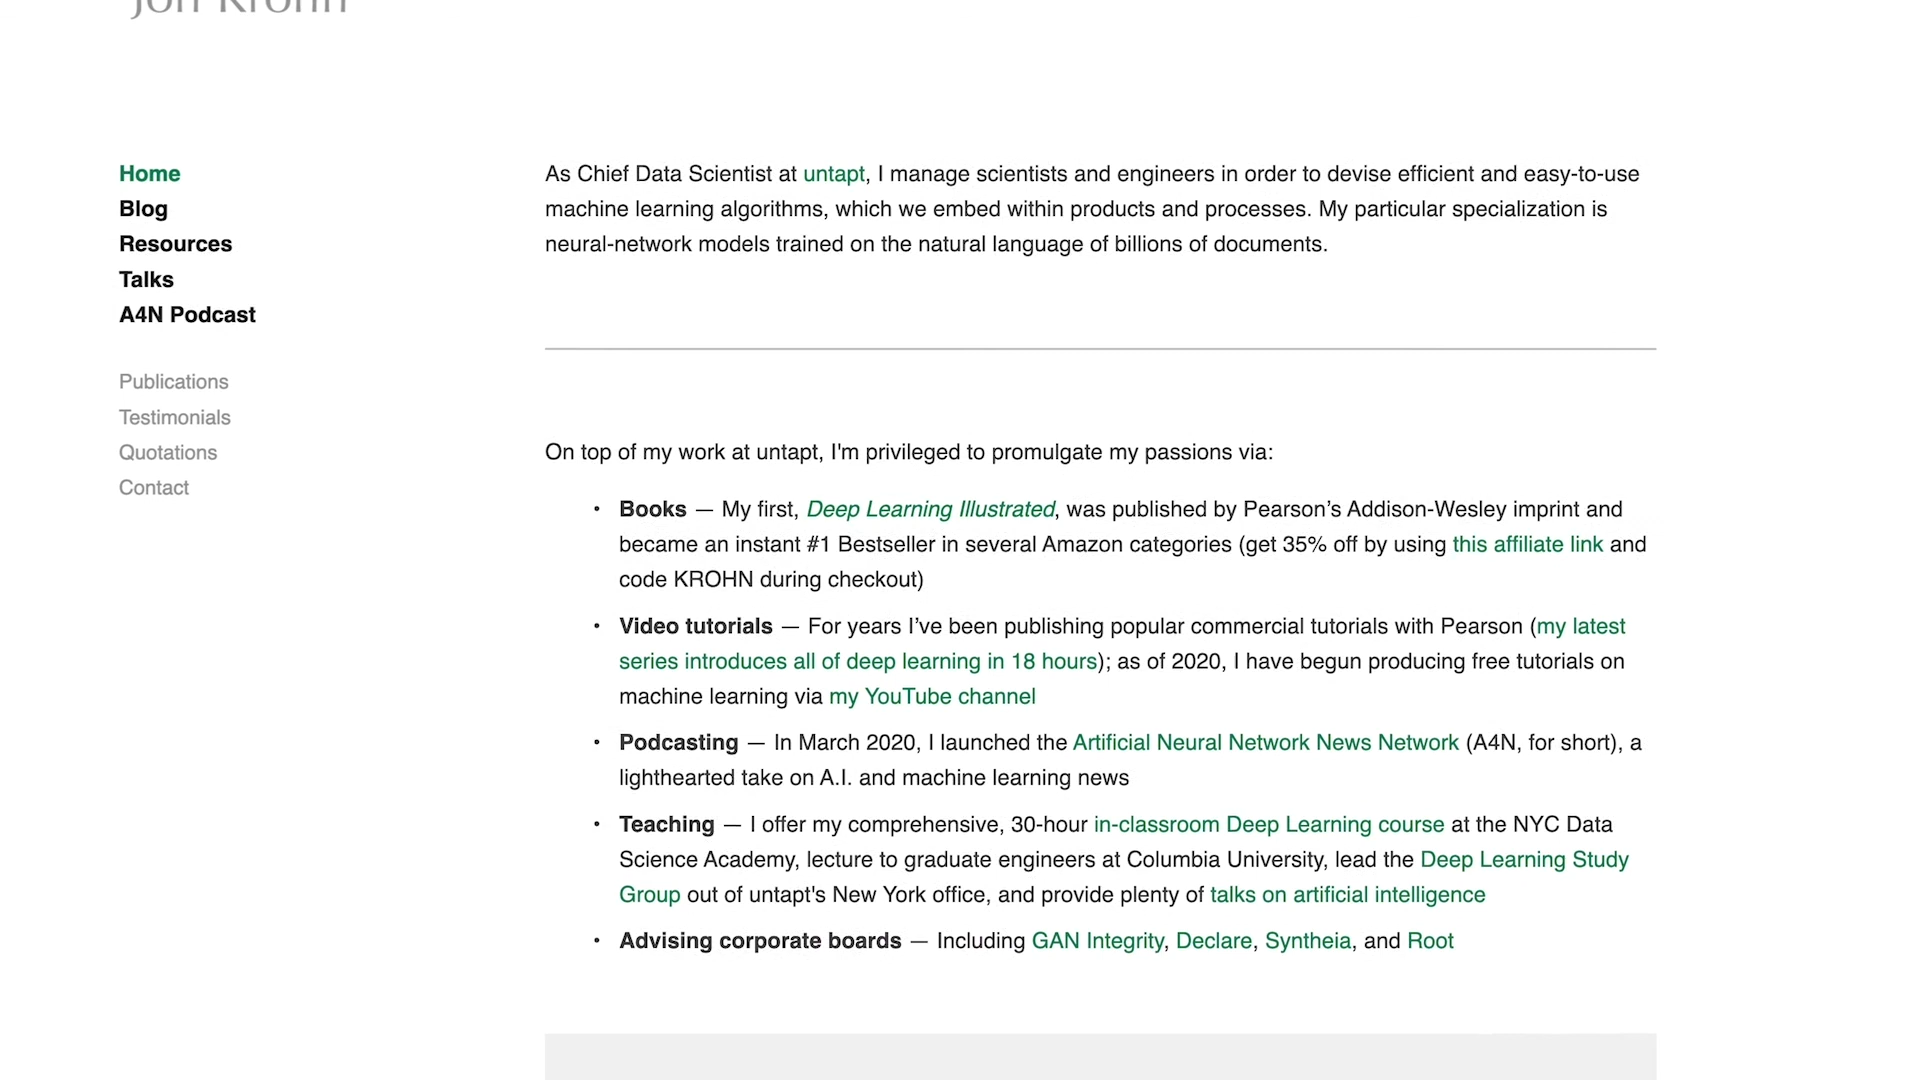 Jon Krohn
Home
Blog
Resources
Talks
A4N Podcast
Publications
Testimonials
Quotations
Contact
As Chief Data Scientist at untapt, I manage scientists and engineers in order to devise efficient and easy-to-use
machine learning algorithms, which we embed within products and processes. My particular specialization is
neural-network models trained on the natural language of billions of documents.
On top of my work at untapt, I'm privileged to promulgate my passions via:
• Books — My first, Deep Learning Illustrated, was published by Pearson’s Addison-Wesley imprint and
became an instant #1 Bestseller in several Amazon categories (get 35% off by using this affiliate link and
code KROHN during checkout)
• Video tutorials — For years I’ve been publishing popular commercial tutorials with Pearson (my latest
series introduces all of deep learning in 18 hours); as of 2020, I have begun producing free tutorials on
machine learning via my YouTube channel
• Podcasting — In March 2020, I launched the Artificial Neural Network News Network (A4N, for short), a
lighthearted take on A.I. and machine learning news
• Teaching — I offer my comprehensive, 30-hour in-classroom Deep Learning course at the NYC Data
Science Academy, lecture to graduate engineers at Columbia University, lead the Deep Learning Study
Group out of untapt's New York office, and provide plenty of talks on artificial intelligence
• Advising corporate boards — Including GAN Integrity, Declare, Syntheia, and Root